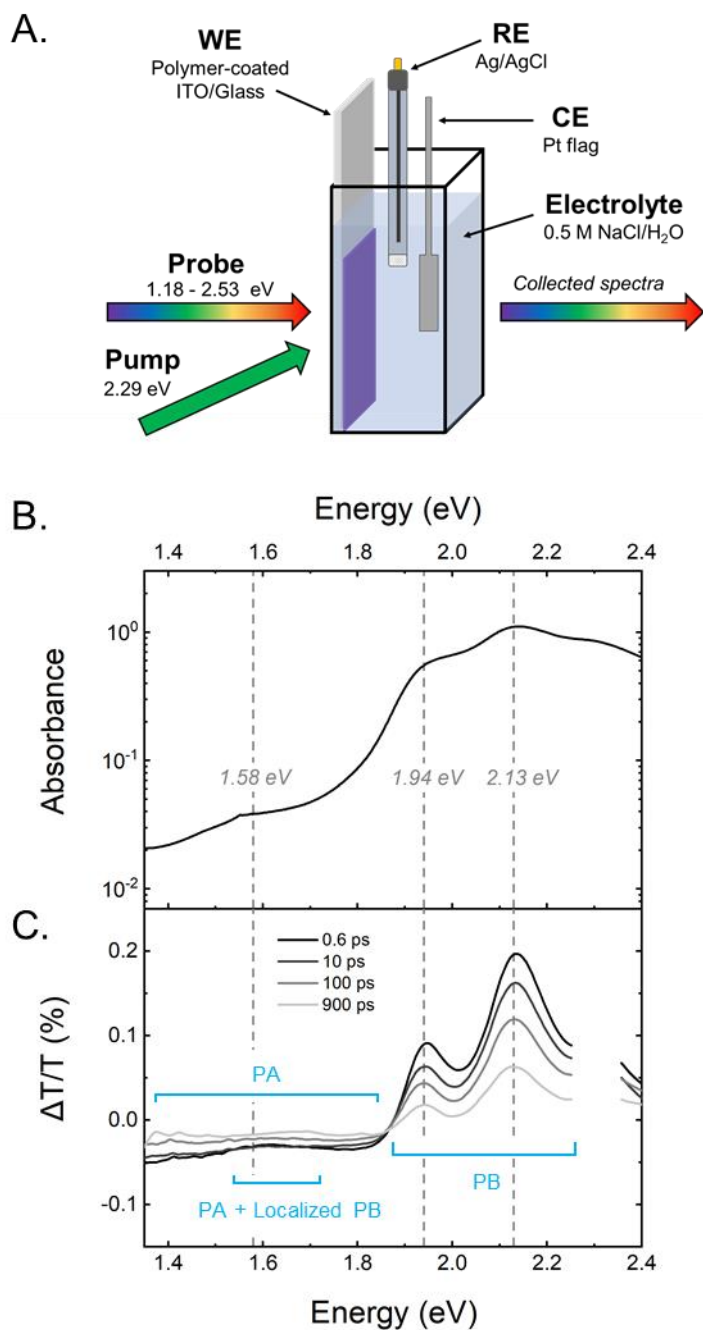 A.
WE
Polymer-coated
ITO/Glass
RE
Ag/AgCl
CE
Pt flag
Electrolyte
0.5 M NaCl/H₂O
Probe
1.18 - 2.53 eV
Collected spectra
Pump
2.29 eV
B.
Energy (eV)
1.4 1.6 1.8 2.0 2.2 2.4
Absorbance
10⁰
10⁻¹
10⁻²
1.58 eV 1.94 eV 2.13 eV
C.
ΔT/T (%)
0.2
0.1
0.0
-0.1
0.6 ps
10 ps
100 ps
900 ps
PA
PA + Localized PB
PB
1.4 1.6 1.8 2.0 2.2 2.4
Energy (eV)